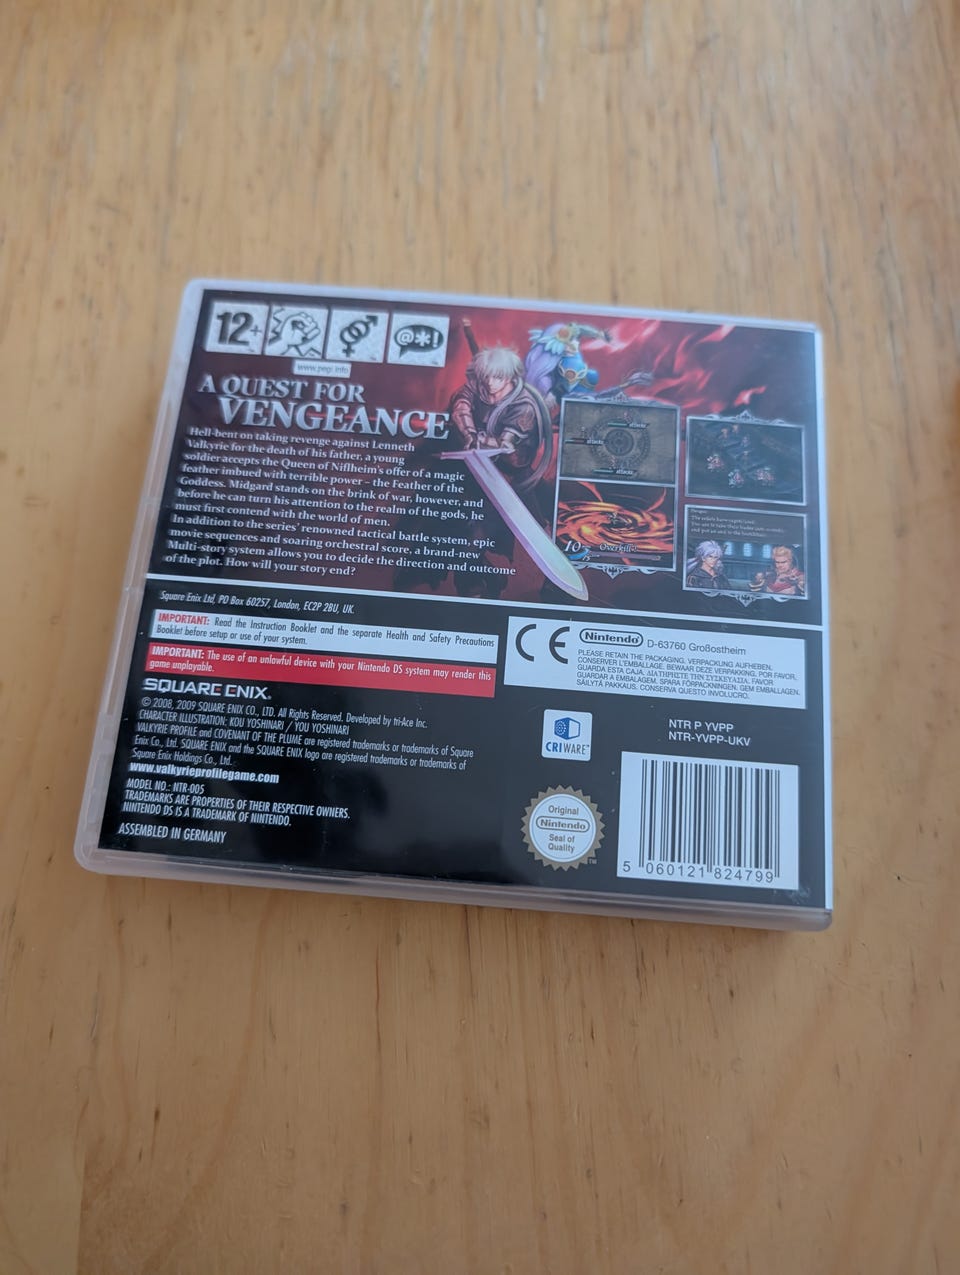 12+
@*!
www.pegi.info
A QUEST FOR
VENGEANCE
Hell-bent on taking revenge against Lenneth
Valkyrie for the death of his father, a young
soldier accepts the Queen of Niflheim's offer of a magic
feather imbued with terrible power – the Feather of the
Goddess. Midgard stands on the brink of war, however, and
before he can turn his attention to the realm of the gods, he
must first contend with the world of men.
In addition to the series' renowned tactical battle system, epic
movie sequences and soaring orchestral score, a brand-new
Multi-story system allows you to decide the direction and outcome
of the plot. How will your story end?
attacks
attacks
attacks
10
Overkill!
Square Enix Ltd, PO Box 60257, London, EC2P 2BU, UK.
IMPORTANT: Read the Instruction Booklet and the separate Health and Safety Precautions
Booklet before setup or use of your system.
IMPORTANT: The use of an unlawful device with your Nintendo DS system may render this
game unplayable.
SQUARE ENIX®
© 2008, 2009 SQUARE ENIX CO., LTD. All Rights Reserved. Developed by tri-Ace Inc.
CHARACTER ILLUSTRATION: KOU YOSHINARI / YOU YOSHINARI
VALKYRIE PROFILE and COVENANT OF THE PLUME are registered trademarks or trademarks of Square
Enix Co., Ltd. SQUARE ENIX and the SQUARE ENIX logo are registered trademarks or trademarks of
Square Enix Holdings Co., Ltd.
www.valkyrieprofilegame.com
MODEL NO.: NTR-005
TRADEMARKS ARE PROPERTIES OF THEIR RESPECTIVE OWNERS.
NINTENDO DS IS A TRADEMARK OF NINTENDO.
ASSEMBLED IN GERMANY
CE Nintendo® D-63760 Großostheim
PLEASE RETAIN THE PACKAGING. VERPACKUNG AUFHEBEN.
CONSERVER L'EMBALLAGE. BEWAAR DEZE VERPAKKING. POR FAVOR,
GUARDA ESTA CAJA. ΔΙΑΤΗΡΗΣΤΕ ΤΗΝ ΣΥΣΚΕΥΑΣΙΑ. FAVOR
GUARDAR A EMBALAGEM. SPARA FÖRPACKNINGEN. GEM EMBALLAGEN.
SÄILYTÄ PAKKAUS. CONSERVA QUESTO INVOLUCRO.
CRIWARE™
NTR P YVPP
NTR-YVPP-UKV
Original
Nintendo
Seal of
Quality
TM
5 060121 824799